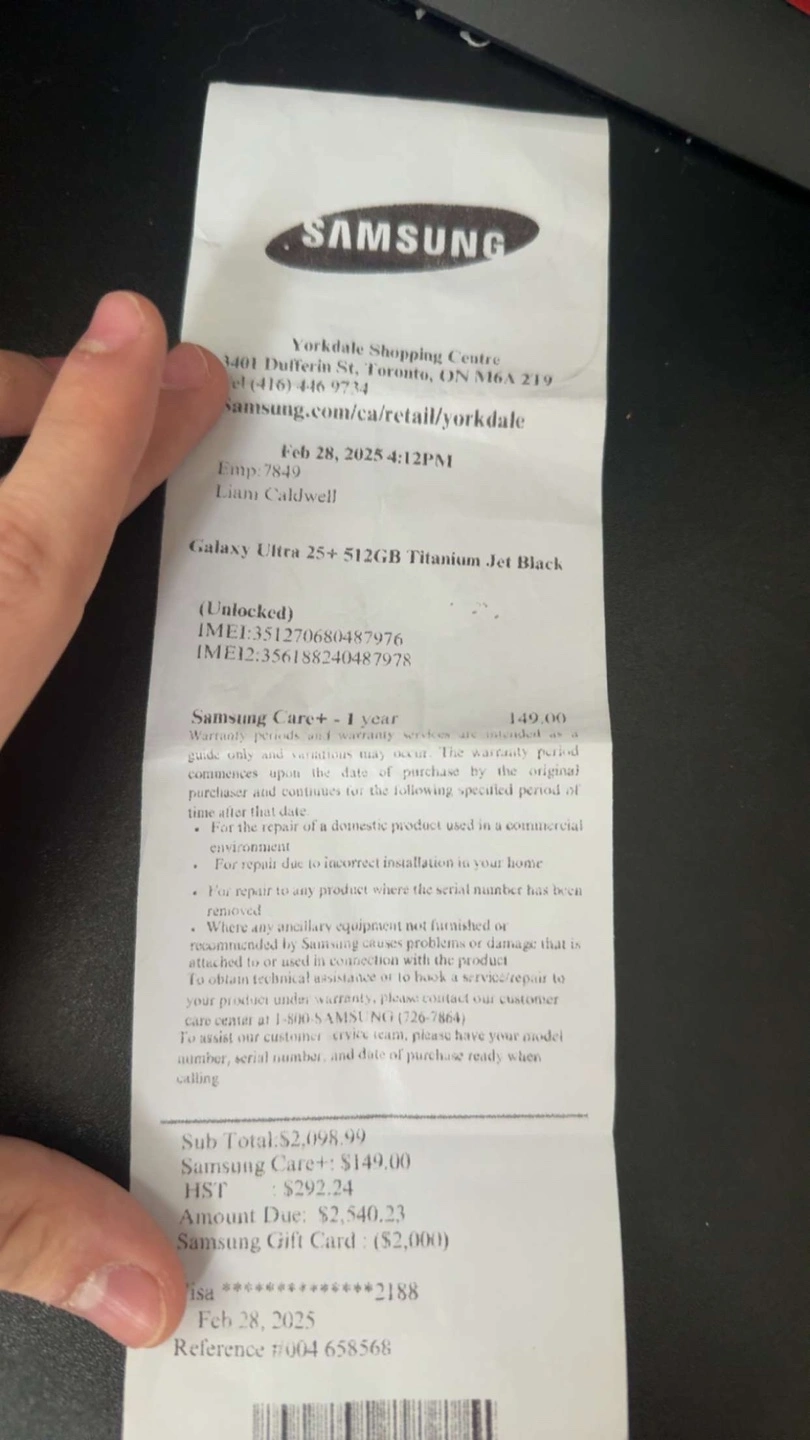 SAMSUNG
Yorkdale Shopping Centre
3401 Dufferin St, Toronto, ON M6A 2T9
Tel (416) 446 9734
samsung.com/ca/retail/yorkdale
Feb 28, 2025 4:12PM
Emp:7849
Liam Caldwell
Galaxy Ultra 25+ 512GB Titanium Jet Black
(Unlocked)
IMEI:351270680487976
IMEI2:356188240487978
Samsung Care+ - 1 year 149.00
Warranty periods and warranty services are intended as a
guide only and variations may occur. The warranty period
commences upon the date of purchase by the original
purchaser and continues for the following specified period of
time after that date.
• For the repair of a domestic product used in a commercial
environment
• For repair due to incorrect installation in your home
• For repair to any product where the serial number has been
removed
• Where any ancillary equipment not furnished or
recommended by Samsung causes problems or damage that is
attached to or used in connection with the product
To obtain technical assistance or to book a service/repair to
your product under warranty, please contact our customer
care center at 1-800-SAMSUNG (726-7864)
To assist our customer service team, please have your model
number, serial number, and date of purchase ready when
calling
Sub Total:$2,098.99
Samsung Care+: $149.00
HST : $292.24
Amount Due: $2,540.23
Samsung Gift Card : ($2,000)
Visa **************2188
Feb 28, 2025
Reference #004 658568